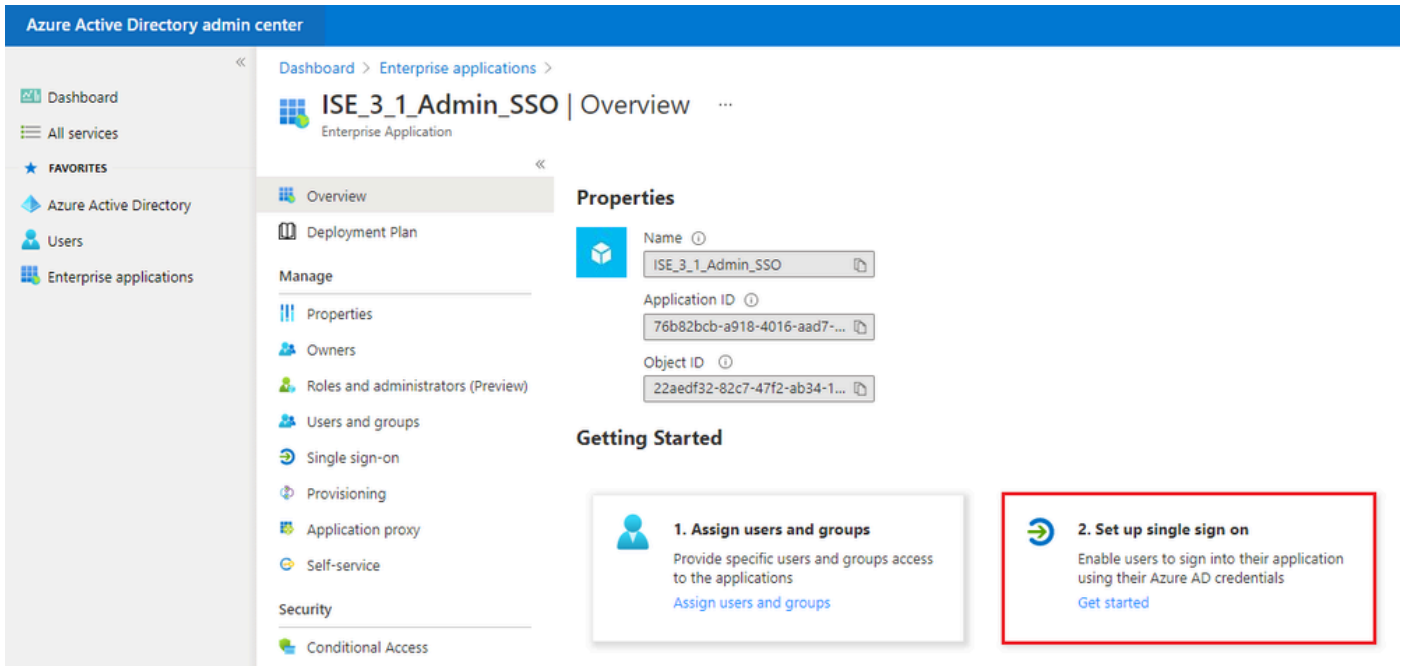 Azure Active Directory admin center
«
Dashboard
All services
FAVORITES
Azure Active Directory
Users
Enterprise applications
Dashboard > Enterprise applications >
ISE_3_1_Admin_SSO | Overview ...
Enterprise Application
«
Overview
Deployment Plan
Manage
Properties
Owners
Roles and administrators (Preview)
Users and groups
Single sign-on
Provisioning
Application proxy
Self-service
Security
Conditional Access
Properties
Name
ISE_3_1_Admin_SSO
Application ID
76b82bcb-a918-4016-aad7-...
Object ID
22aedf32-82c7-47f2-ab34-1...
Getting Started
1. Assign users and groups
Provide specific users and groups access
to the applications
Assign users and groups
2. Set up single sign on
Enable users to sign into their application
using their Azure AD credentials
Get started